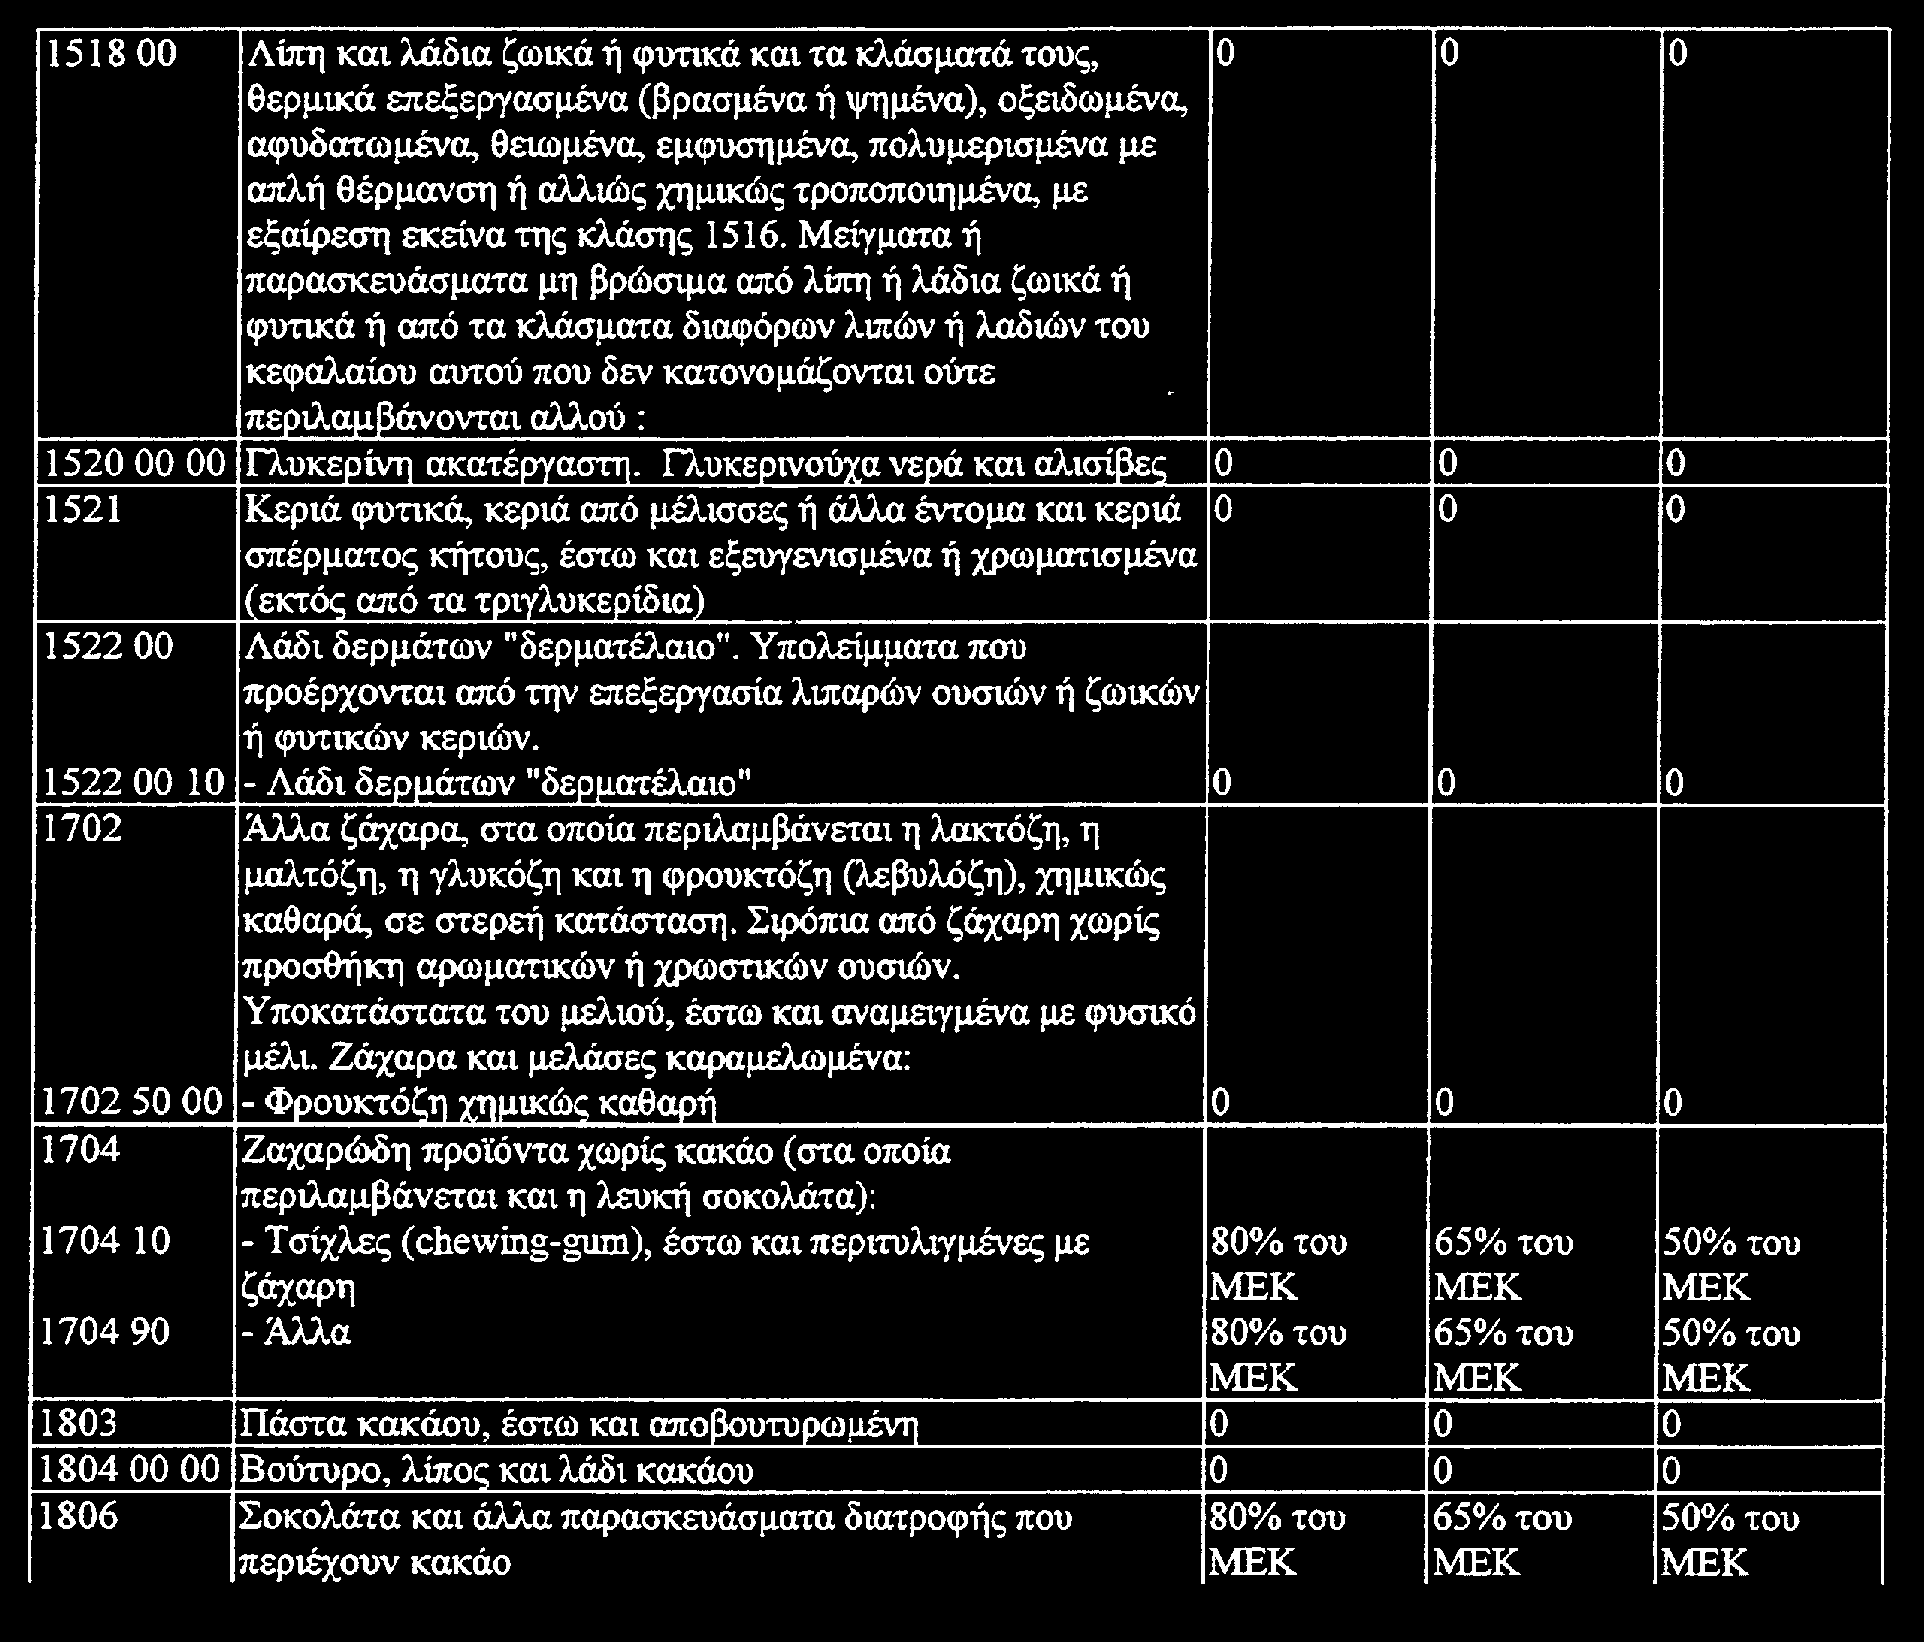 1518 00 Λίπη και λάδια ζωικά ή φυτικά και τα κλάσματά τους, 0 0 0
θερμικά επεξεργασμένα (βρασμένα ή ψημένα), οξειδωμένα,
αφυδατωμένα, θειωμένα, εμφυσημένα, πολυμερισμένα με
απλή θέρμανση ή αλλιώς χημικώς τροποποιημένα, με
εξαίρεση εκείνα της κλάσης 1516. Μείγματα ή
παρασκευάσματα μη βρώσιμα από λίπη ή λάδια ζωικά ή
φυτικά ή από τα κλάσματα διαφόρων λιπών ή λαδιών του
κεφαλαίου αυτού που δεν κατονομάζονται ούτε
περιλαμβάνονται αλλού :
1520 00 00 Γλυκερίνη ακατέργαστη. Γλυκερινούχα νερά και αλισίβες 0 0 0
1521 Κεριά φυτικά, κεριά από μέλισσες ή άλλα έντομα και κεριά 0 0 0
σπέρματος κήτους, έστω και εξευγενισμένα ή χρωματισμένα
(εκτός από τα τριγλυκερίδια)
1522 00 Λάδι δερμάτων "δερματέλαιο". Υπολείμματα που
προέρχονται από την επεξεργασία λιπαρών ουσιών ή ζωικών
ή φυτικών κεριών.
1522 00 10 - Λάδι δερμάτων "δερματέλαιο" 0 0 0
1702 Άλλα ζάχαρα, στα οποία περιλαμβάνεται η λακτόζη, η
μαλτόζη, η γλυκόζη και η φρουκτόζη (λεβυλόζη), χημικώς
καθαρά, σε στερεή κατάσταση. Σιρόπια από ζάχαρη χωρίς
προσθήκη αρωματικών ή χρωστικών ουσιών.
Υποκατάστατα του μελιού, έστω και αναμειγμένα με φυσικό
μέλι. Ζάχαρα και μελάσες καραμελωμένα:
1702 50 00 - Φρουκτόζη χημικώς καθαρή 0 0 0
1704 Ζαχαρώδη προϊόντα χωρίς κακάο (στα οποία
περιλαμβάνεται και η λευκή σοκολάτα):
1704 10 - Τσίχλες (chewing-gum), έστω και περιτυλιγμένες με 80% του 65% του 50% του
ζάχαρη ΜΕΚ ΜΕΚ ΜΕΚ
1704 90 - Άλλα 80% του 65% του 50% του
ΜΕΚ ΜΕΚ ΜΕΚ
1803 Πάστα κακάου, έστω και αποβουτυρωμένη 0 0 0
1804 00 00 Βούτυρο, λίπος και λάδι κακάου 0 0 0
1806 Σοκολάτα και άλλα παρασκευάσματα διατροφής που 80% του 65% του 50% του
περιέχουν κακάο ΜΕΚ ΜΕΚ ΜΕΚ